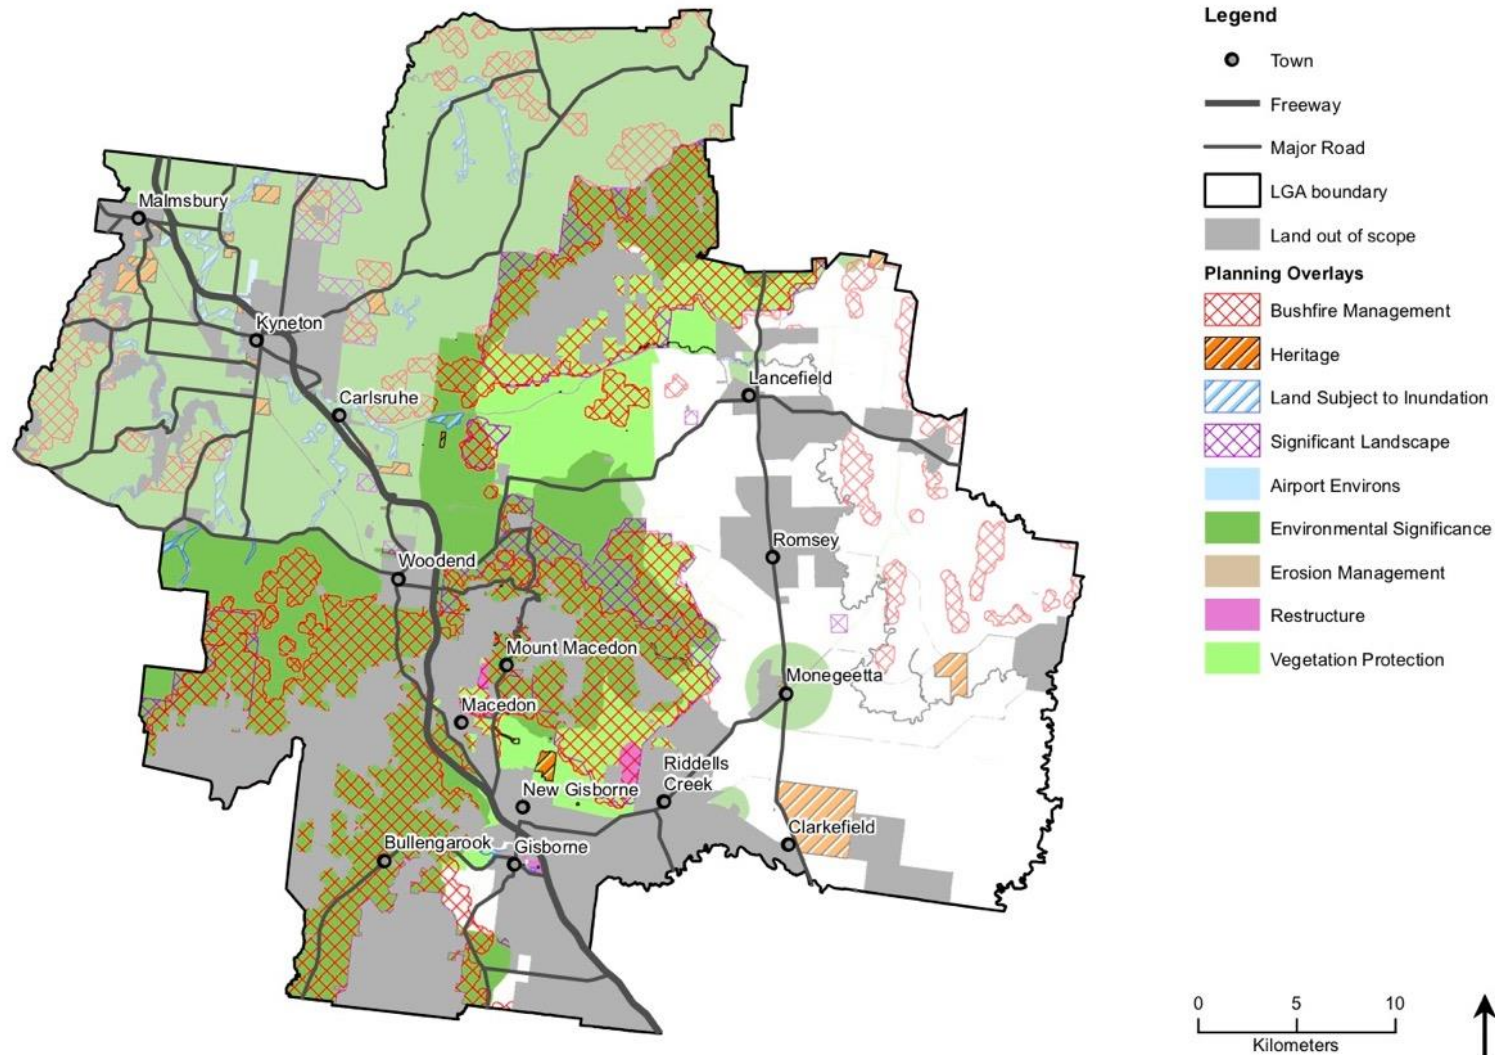 Legend
Town
Freeway
Major Road
LGA boundary
Land out of scope
Planning Overlays
Bushfire Management
Heritage
Land Subject to Inundation
Significant Landscape
Airport Environs
Environmental Significance
Erosion Management
Restructure
Vegetation Protection
Malmsbury
Kyneton
Carlsruhe
Lancefield
Romsey
Woodend
Mount Macedon
Monegeetta
Macedon
Riddells
Creek
New Gisborne
Clarkefield
Bullengarook
Gisborne
0 5 10
Kilometers